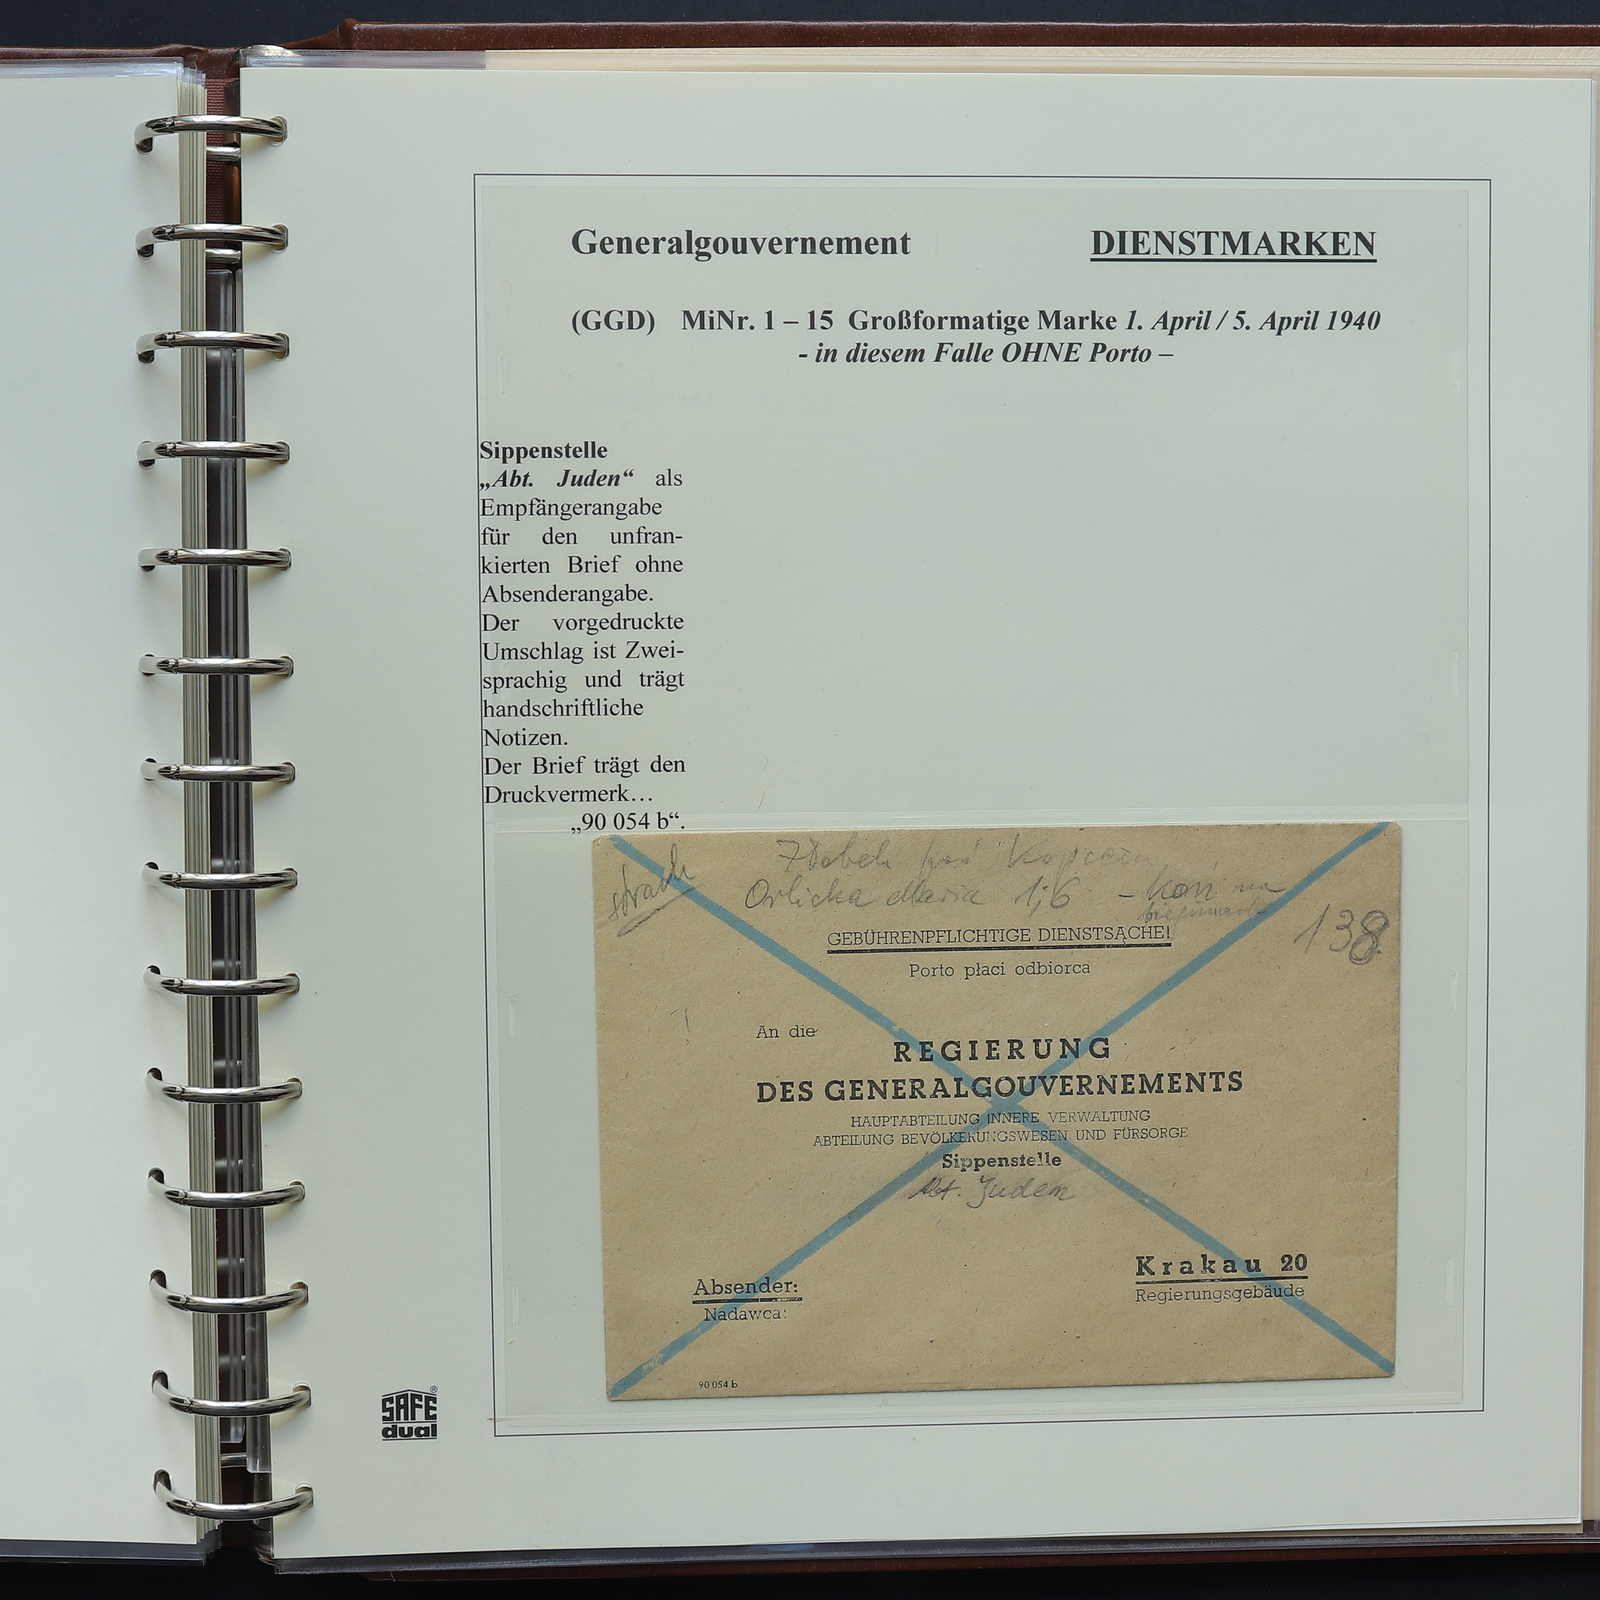 Generalgouvernement DIENSTMARKEN
(GGD) MiNr. 1 – 15 Großformatige Marke 1. April / 5. April 1940
- in diesem Falle OHNE Porto –
Sippenstelle
„Abt. Juden“ als
Empfängerangabe
für den unfran-
kierten Brief ohne
Absenderangabe.
Der vorgedruckte
Umschlag ist Zwei-
sprachig und trägt
handschriftliche
Notizen.
Der Brief trägt den
Druckvermerk…
„90 054 b“.
Orlicka Maria 1,6 –
138
GEBÜHRENPFLICHTIGE DIENSTSACHE!
Porto płaci odbiorca
An die
REGIERUNG
DES GENERALGOUVERNEMENTS
HAUPTABTEILUNG INNERE VERWALTUNG
ABTEILUNG BEVÖLKERUNGSWESEN UND FÜRSORGE
Sippenstelle
Abt. Juden
Krakau 20
Regierungsgebäude
Absender:
Nadawca:
90 054 b
SAFE®
dual